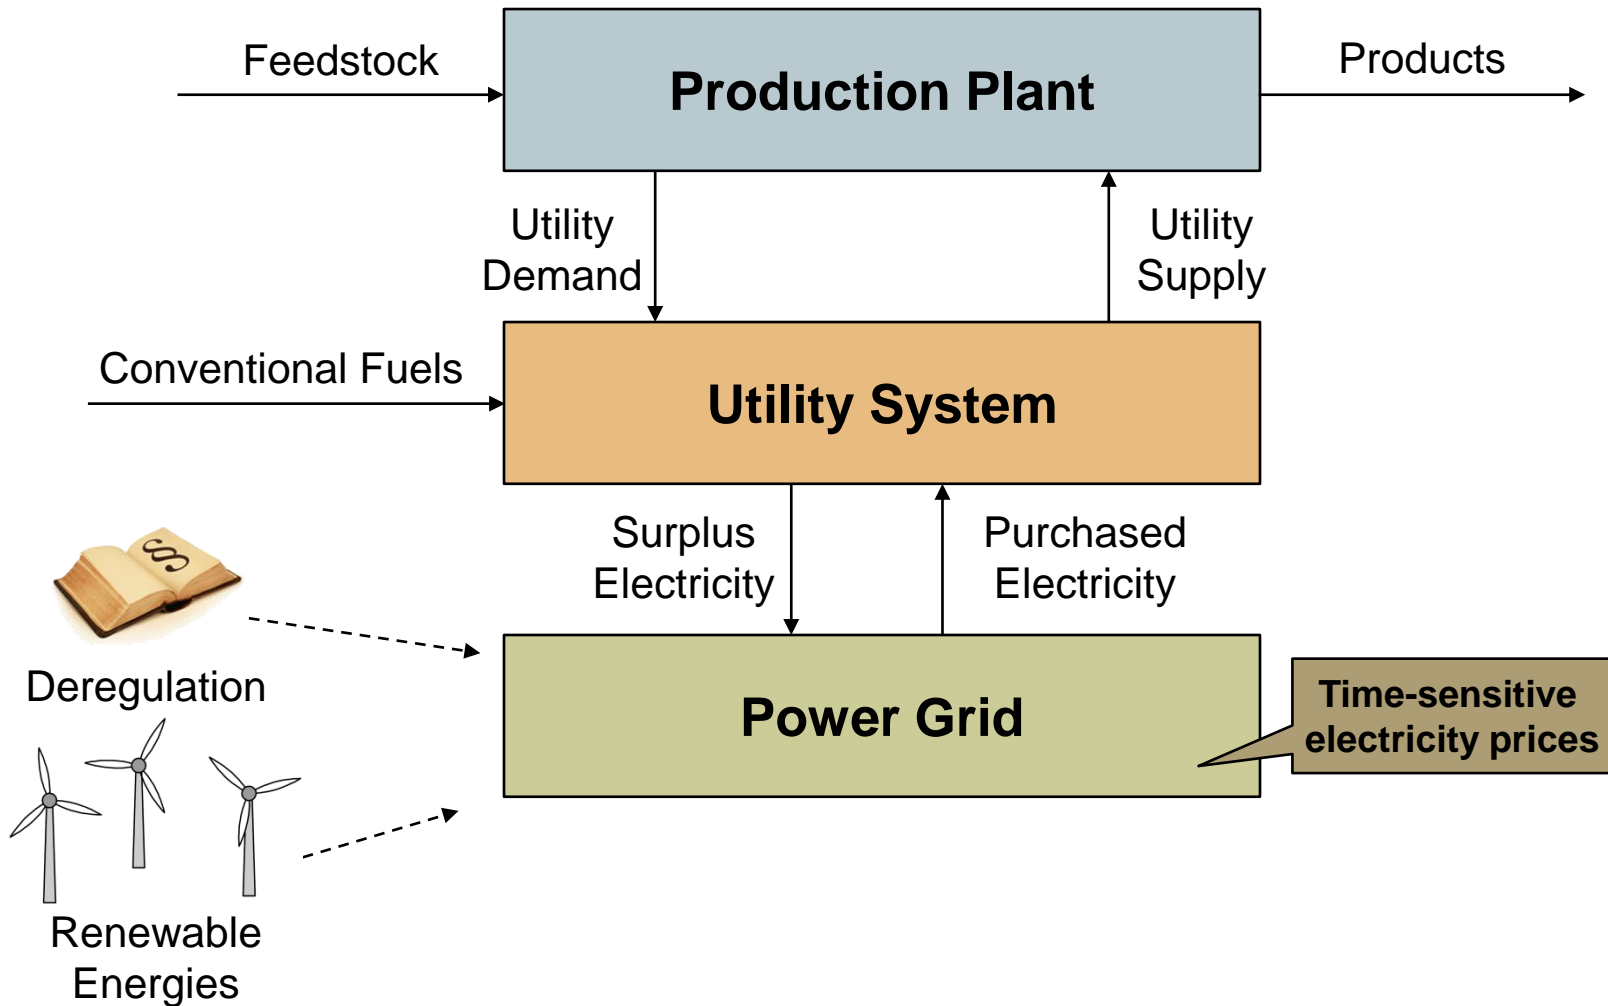 Feedstock
Production Plant
Products
Utility
Demand
Utility
Supply
Conventional Fuels
Utility System
Surplus
Electricity
Purchased
Electricity
§
Deregulation
Power Grid
Time-sensitive
electricity prices
Renewable
Energies